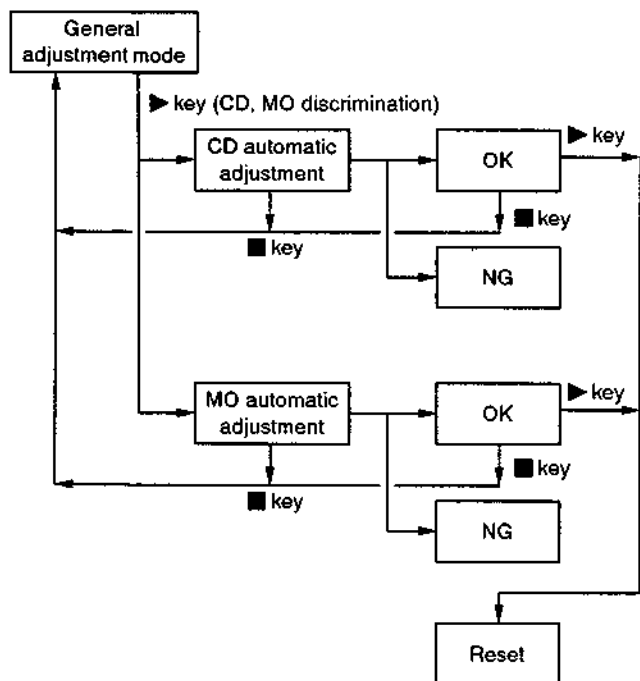 General
adjustment mode
▶ key (CD, MO discrimination)
CD automatic
adjustment
OK
▶ key
■ key
■ key
NG
MO automatic
adjustment
OK
▶ key
■ key
■ key
NG
Reset